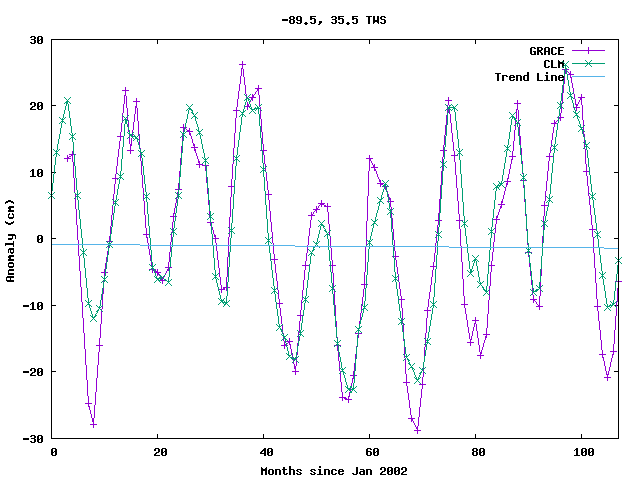 -89.5, 35.5 TWS
GRACE
CLM
Trend Line
30
20
10
0
-10
-20
-30
Anomaly (cm)
0 20 40 60 80 100
Months since Jan 2002